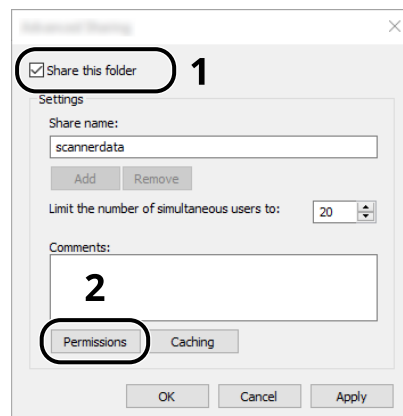 Share this folder
1
Settings
Share name:
scannerdata
Add Remove
Limit the number of simultaneous users to: 20
Comments:
2
Permissions Caching
OK Cancel Apply